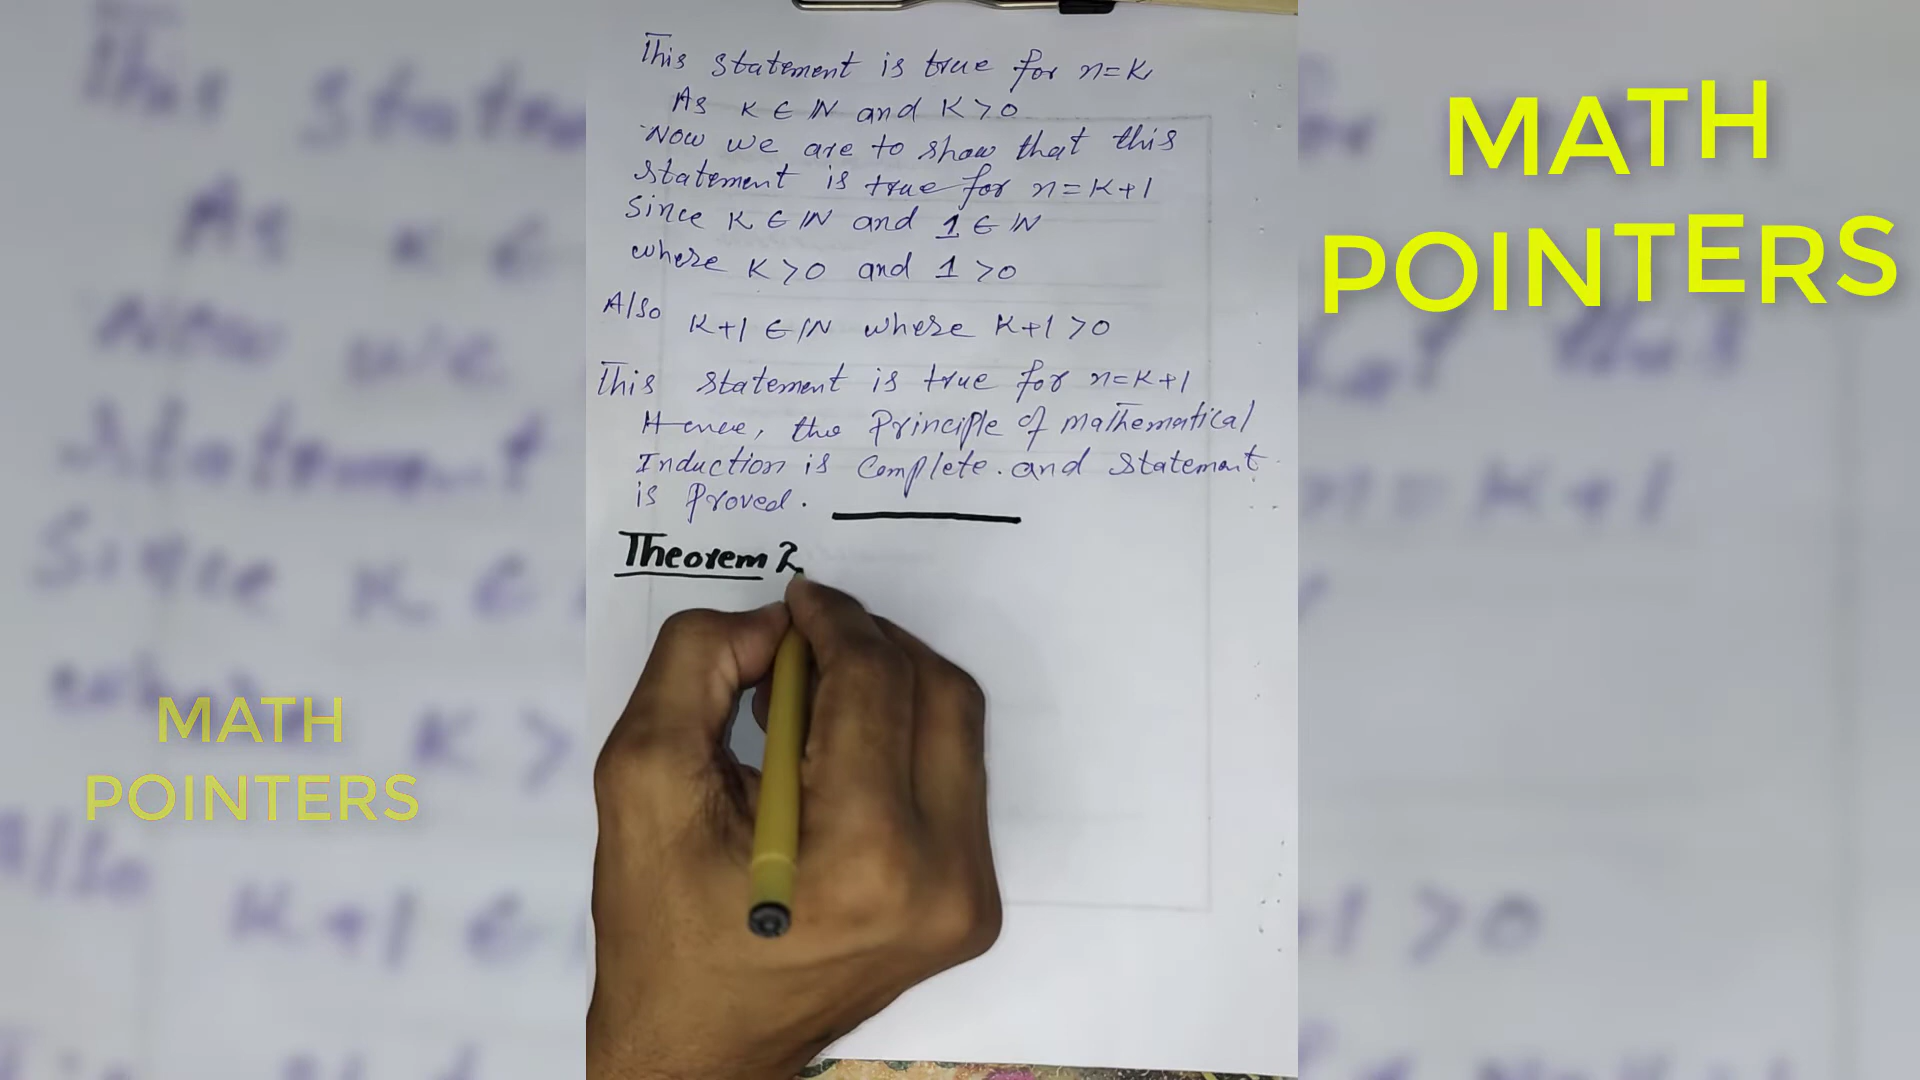 This statement is true for n=K
As K ∈ ℕ and K>0
Now we are to show that this
statement is true for n=K+1
Since K ∈ ℕ and 1 ∈ ℕ
where K>0 and 1>0
Also K+1 ∈ ℕ where K+1>0
This statement is true for n=K+1
Hence, the Principle of mathematical
Induction is complete. and statement
is proved.
Theorem 2
MATH
POINTERS
MATH
POINTERS